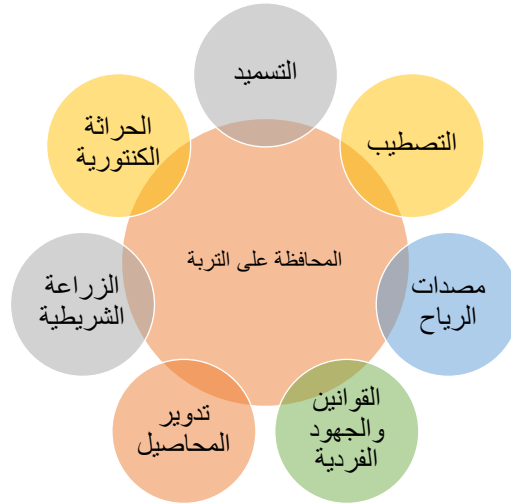 التسميد
التصطيب
مصدات
الرياح
القوانين
والجهود
الفردية
تدوير
المحاصيل
الزراعة
الشريطية
الحراثة
الكنتورية
المحافظة على التربة